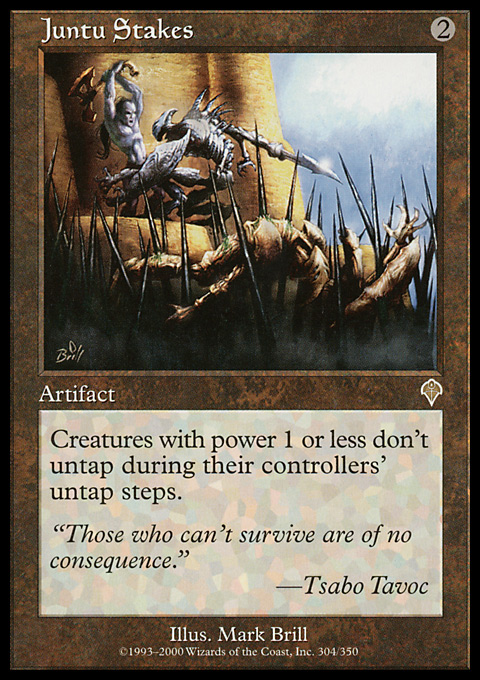 Juntu Stakes 2
Brill
Artifact
Creatures with power 1 or less don't
untap during their controllers'
untap steps.
“Those who can't survive are of no
consequence.”
—Tsabo Tavoc
Illus. Mark Brill
©1993–2000 Wizards of the Coast, Inc. 304/350